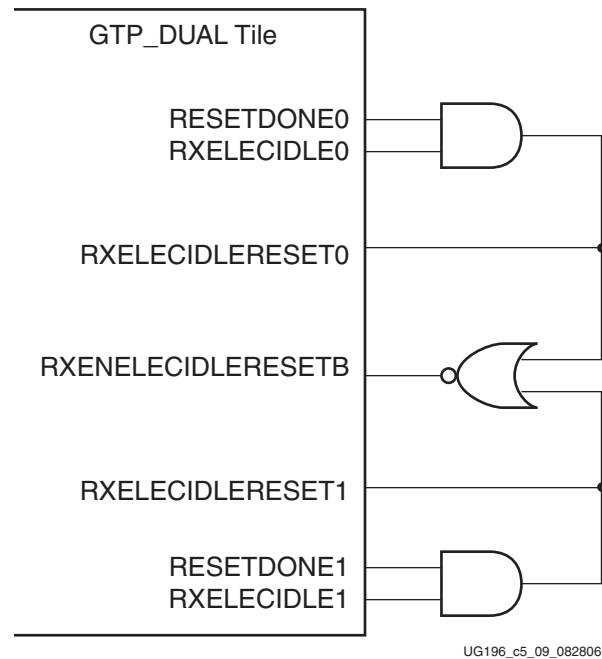 GTP_DUAL Tile
RESETDONE0
RXELECIDLE0
RXELECIDLERESET0
RXENELECIDLERESETB
RXELECIDLERESET1
RESETDONE1
RXELECIDLE1
UG196_c5_09_082806